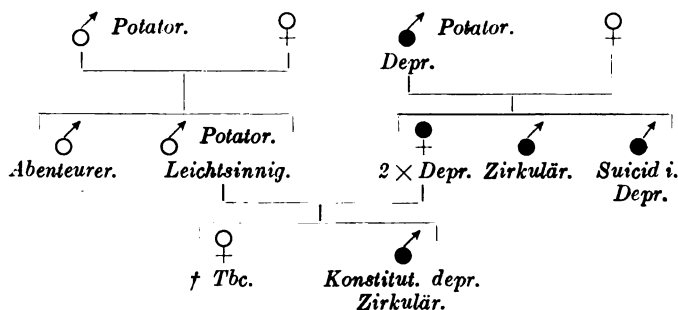 Potator. Potator.
Depr.
Potator.
Abenteurer. Leichtsinnig. 2 × Depr. Zirkulär. Suicid i.
Depr.
† Tbc. Konstitut. depr.
Zirkulär.